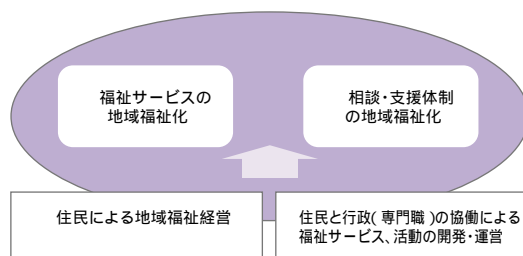 福祉サービスの
地域福祉化
相談・支援体制
の地域福祉化
住民による地域福祉経営
住民と行政(専門職)の協働による
福祉サービス、活動の開発・運営